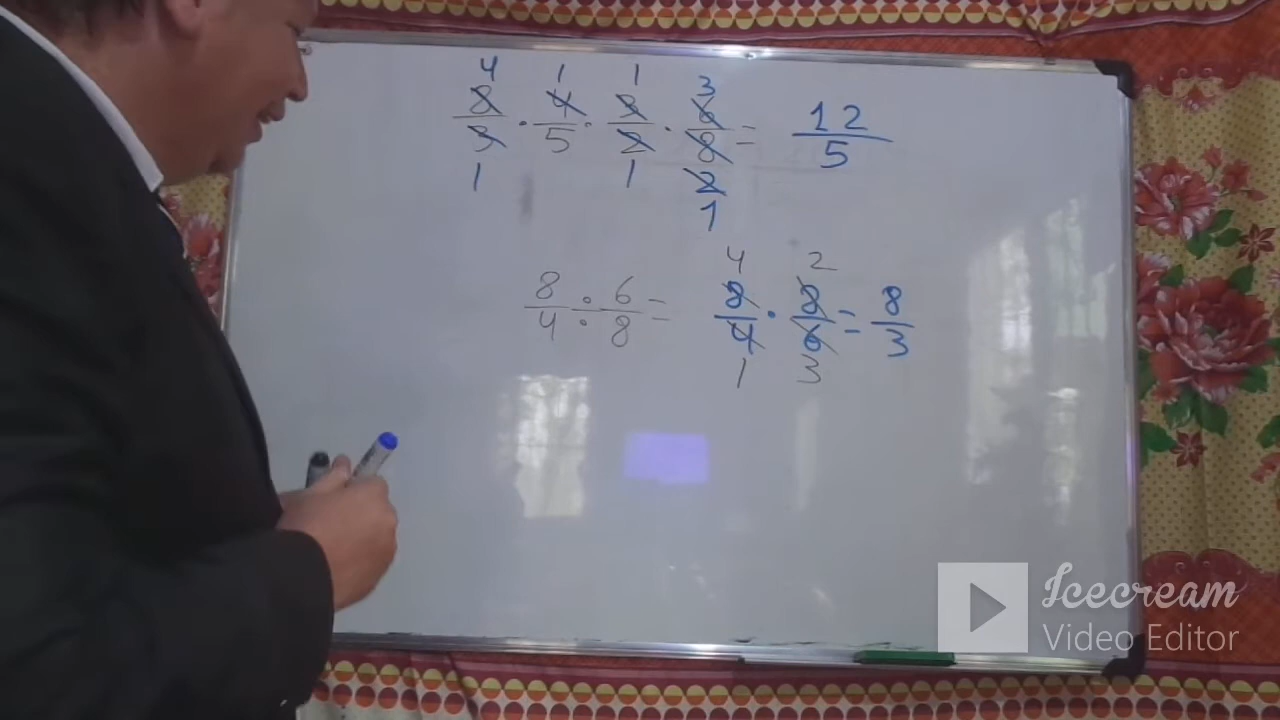 4 1 1 3
8/3 · 4/5 · 9/2 · 6/8 = 12/5
1 1 2
1
4 2
8/4 : 6/8 = 8/4 · 8/6 = 8/3
1 3
Icecream
Video Editor